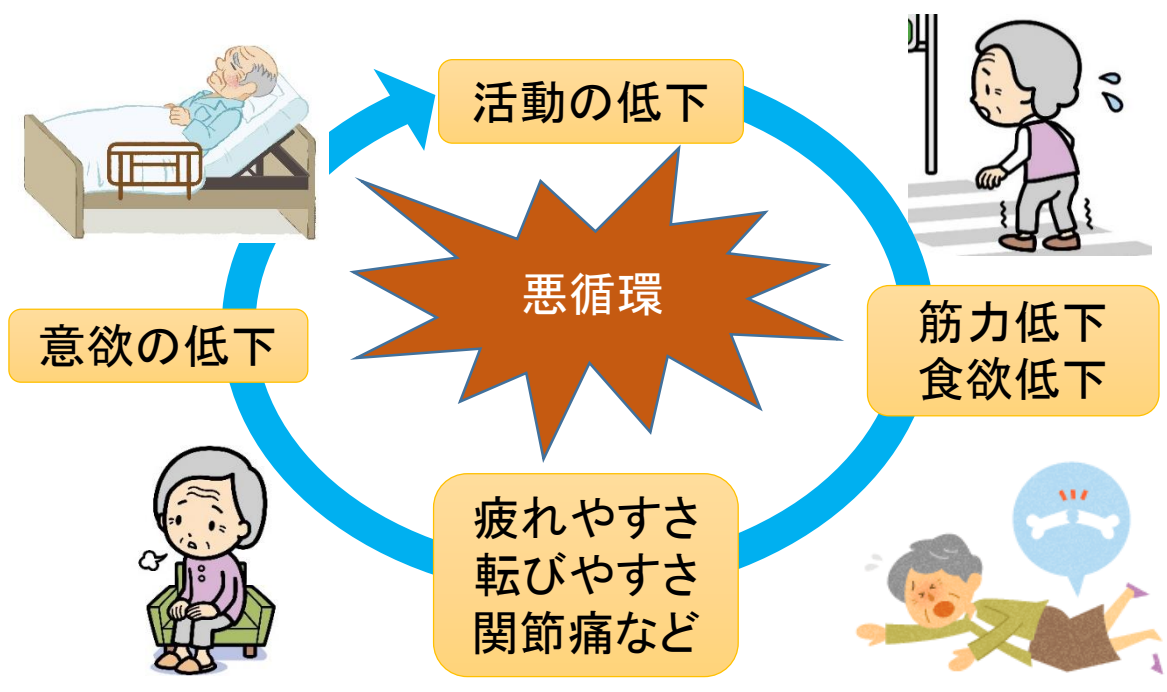 活動の低下
悪循環
意欲の低下
筋力低下
食欲低下
疲れやすさ
転びやすさ
関節痛など